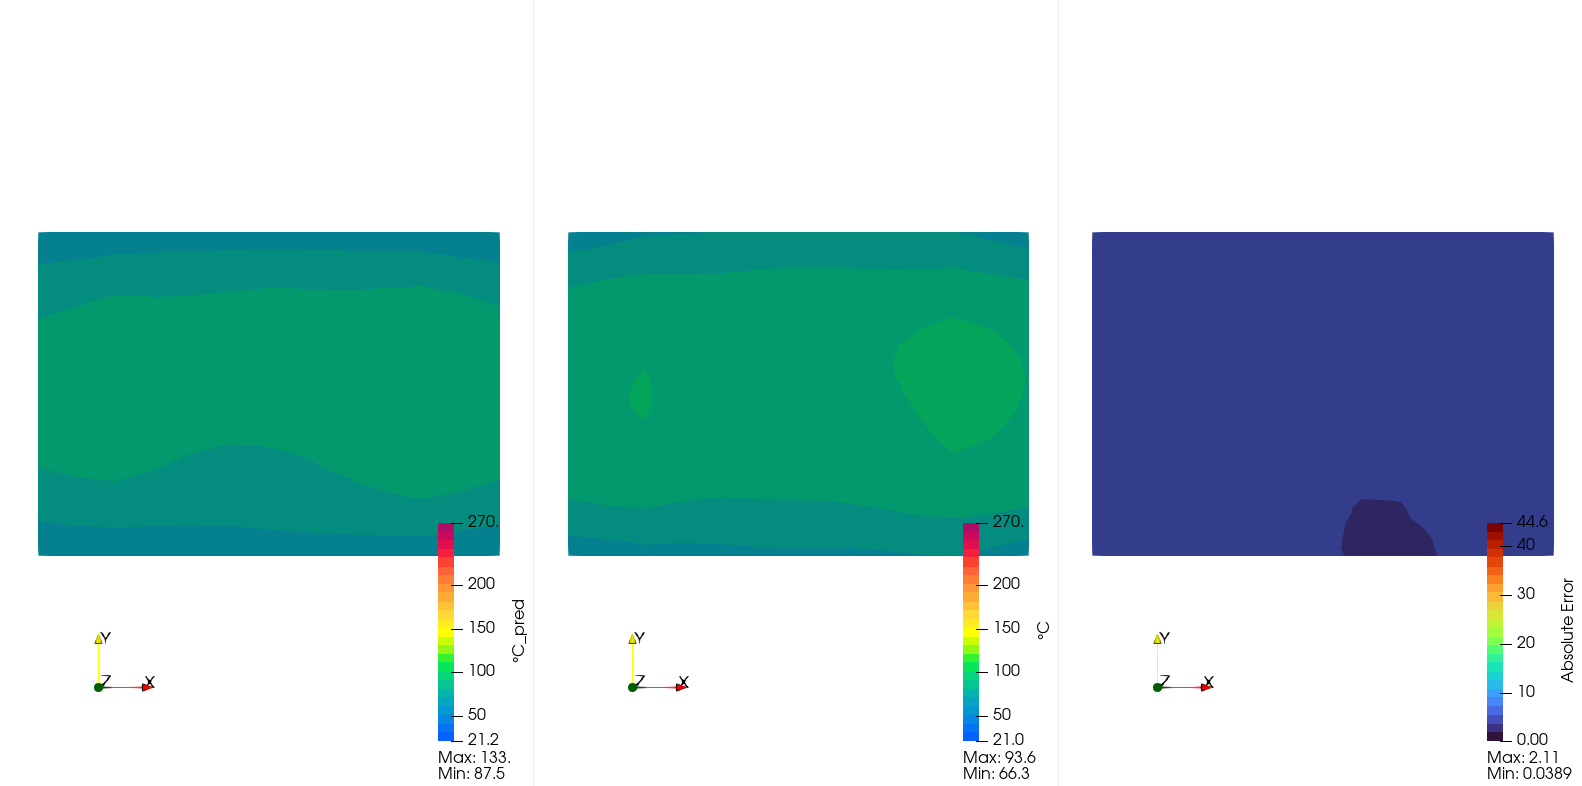 270.
200
150
100
50
21.2
°C_pred
Max: 133.
Min: 87.5
Y
Z
X
270.
200
150
100
50
21.0
°C
Max: 93.6
Min: 66.3
Y
Z
X
44.6
40
30
20
10
0.00
Absolute Error
Max: 2.11
Min: 0.0389
Y
Z
X